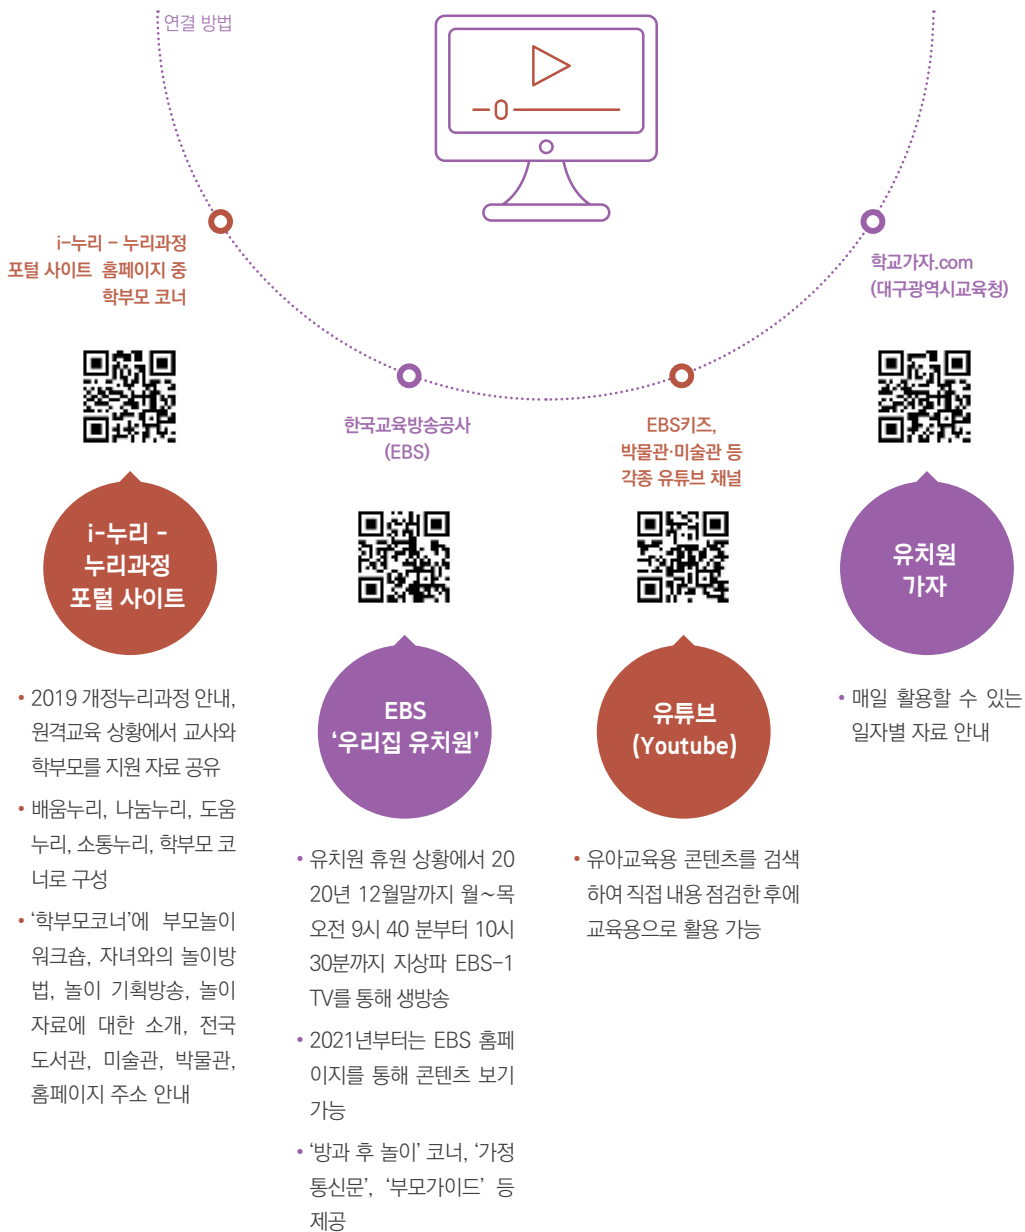 연결 방법
i-누리 - 누리과정
포털 사이트 홈페이지 중
학부모 코너
i-누리 -
누리과정
포털 사이트
• 2019 개정누리과정 안내,
원격교육 상황에서 교사와
학부모를 지원 자료 공유
• 배움누리, 나눔누리, 도움
누리, 소통누리, 학부모 코
너로 구성
• ‘학부모코너’에 부모놀이
워크숍, 자녀와의 놀이방
법, 놀이 기획방송, 놀이
자료에 대한 소개, 전국
도서관, 미술관, 박물관,
홈페이지 주소 안내
한국교육방송공사
(EBS)
EBS
‘우리집 유치원’
• 유치원 휴원 상황에서 20
20년 12월말까지 월~목
오전 9시 40 분부터 10시
30분까지 지상파 EBS-1
TV를 통해 생방송
• 2021년부터는 EBS 홈페
이지를 통해 콘텐츠 보기
가능
• ‘방과 후 놀이’ 코너, ‘가정
통신문’, ‘부모가이드’ 등
제공
EBS키즈,
박물관·미술관 등
각종 유튜브 채널
유튜브
(Youtube)
• 유아교육용 콘텐츠를 검색
하여 직접 내용 점검한 후에
교육용으로 활용 가능
학교가자.com
(대구광역시교육청)
유치원
가자
• 매일 활용할 수 있는
일자별 자료 안내